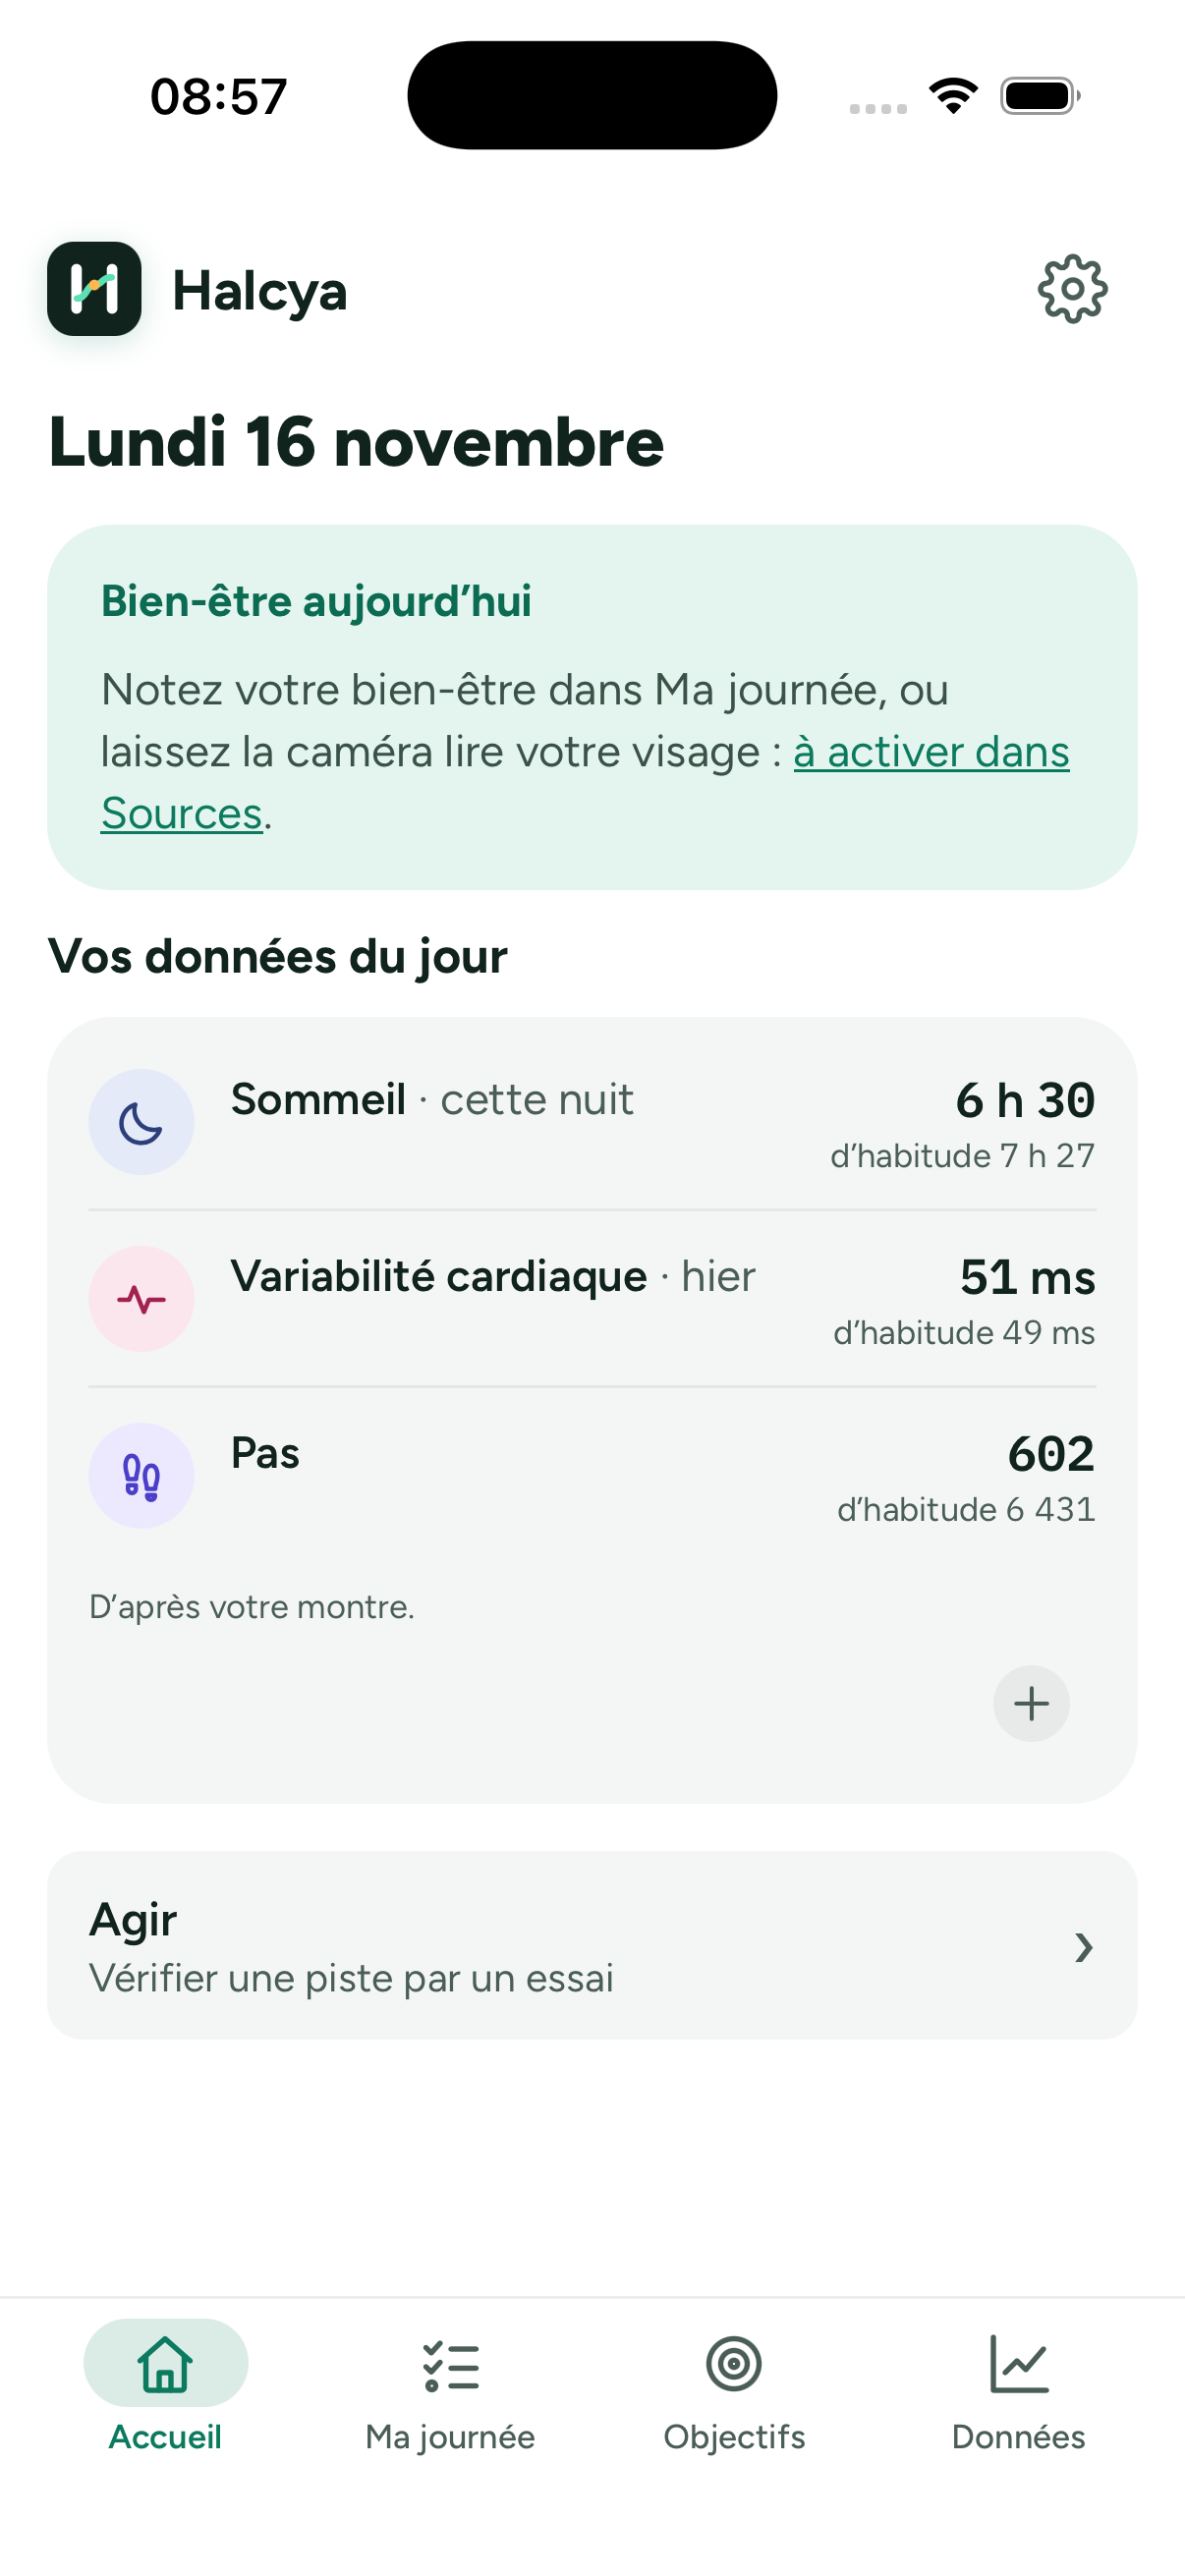 08:57
Halcya
Lundi 16 novembre
Bien-être aujourd’hui
Notez votre bien-être dans Ma journée, ou
laissez la caméra lire votre visage : à activer dans
Sources.
Vos données du jour
Sommeil · cette nuit
6 h 30
d’habitude 7 h 27
Variabilité cardiaque · hier
51 ms
d’habitude 49 ms
Pas
602
d’habitude 6 431
D’après votre montre.
Agir
Vérifier une piste par un essai
Accueil
Ma journée
Objectifs
Données